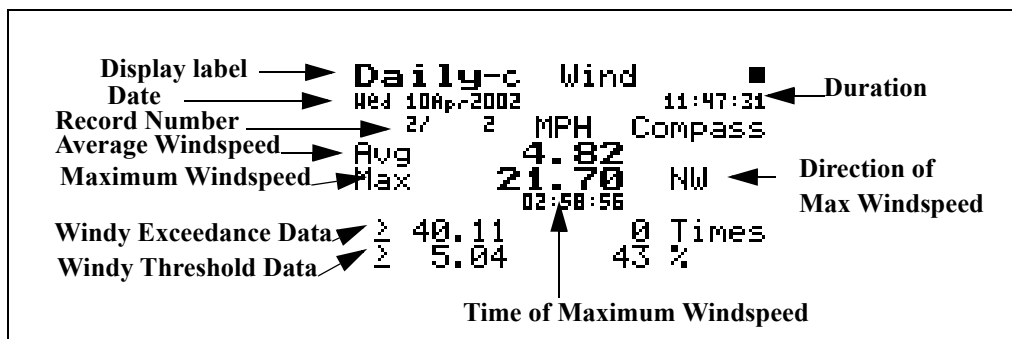 Display label Daily-c Wind
Date Wed 10Apr2002 11:47:31 Duration
Record Number 2/ 2 MPH Compass
Average Windspeed Avg 4.82
Maximum Windspeed Max 21.70 NW Direction of
Max Windspeed
02:58:56
Windy Exceedance Data ≥ 40.11 0 Times
Windy Threshold Data ≥ 5.04 43 %
Time of Maximum Windspeed